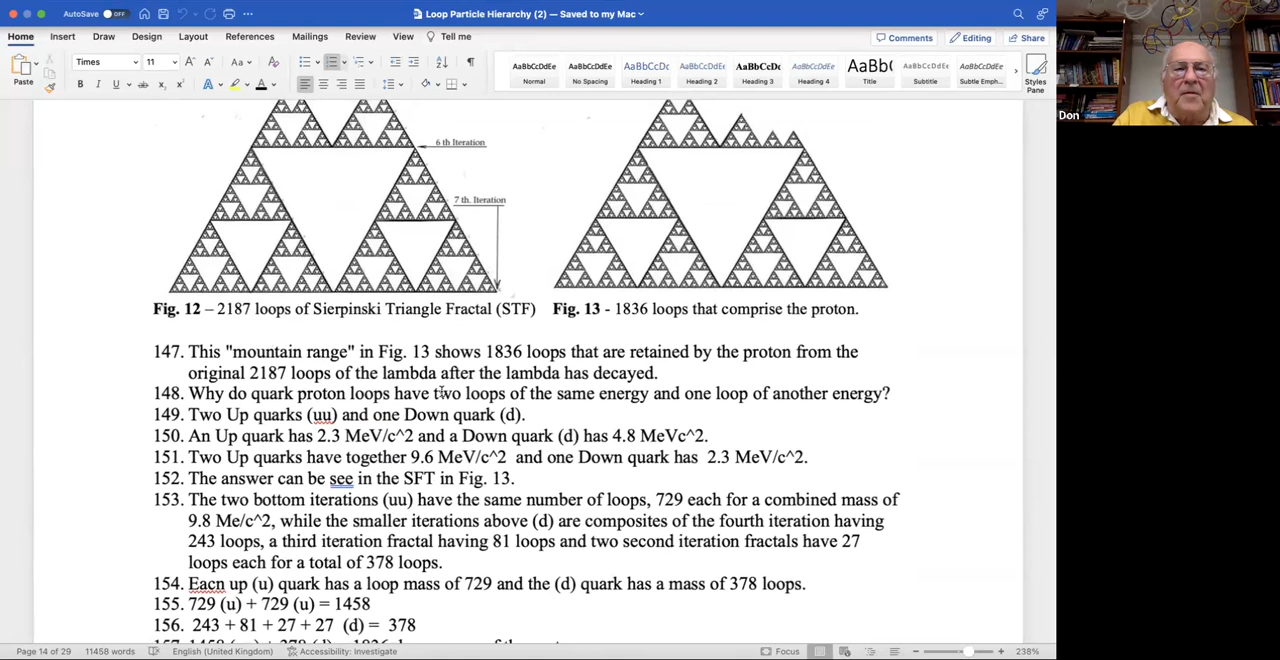 AutoSave OFF
Loop Particle Hierarchy (2) — Saved to my Mac
Home Insert Draw Design Layout References Mailings Review View Tell me
Comments Editing Share
Paste
Times 11
AaBbCcDdEe AaBbCcDdEe AaBbCcDc AaBbCcDdEe AaBbCcDc AaBbCcDdEe AaBbC AaBbCcDdEe AaBbCcDdEe
Normal No Spacing Heading 1 Heading 2 Heading 3 Heading 4 Title Subtitle Subtle Emph...
Styles
Pane
Don
6 th Iteration
7 th. Iteration
Fig. 12 – 2187 loops of Sierpinski Triangle Fractal (STF) Fig. 13 - 1836 loops that comprise the proton.
147. This "mountain range" in Fig. 13 shows 1836 loops that are retained by the proton from the
original 2187 loops of the lambda after the lambda has decayed.
148. Why do quark proton loops have two loops of the same energy and one loop of another energy?
149. Two Up quarks (uu) and one Down quark (d).
150. An Up quark has 2.3 MeV/c^2 and a Down quark (d) has 4.8 MeVc^2.
151. Two Up quarks have together 9.6 MeV/c^2 and one Down quark has 2.3 MeV/c^2.
152. The answer can be see in the SFT in Fig. 13.
153. The two bottom iterations (uu) have the same number of loops, 729 each for a combined mass of
9.8 Me/c^2, while the smaller iterations above (d) are composites of the fourth iteration having
243 loops, a third iteration fractal having 81 loops and two second iteration fractals have 27
loops each for a total of 378 loops.
154. Eacn up (u) quark has a loop mass of 729 and the (d) quark has a mass of 378 loops.
155. 729 (u) + 729 (u) = 1458
156. 243 + 81 + 27 + 27 (d) = 378
Page 14 of 29 11458 words English (United Kingdom) Accessibility: Investigate Focus 238%